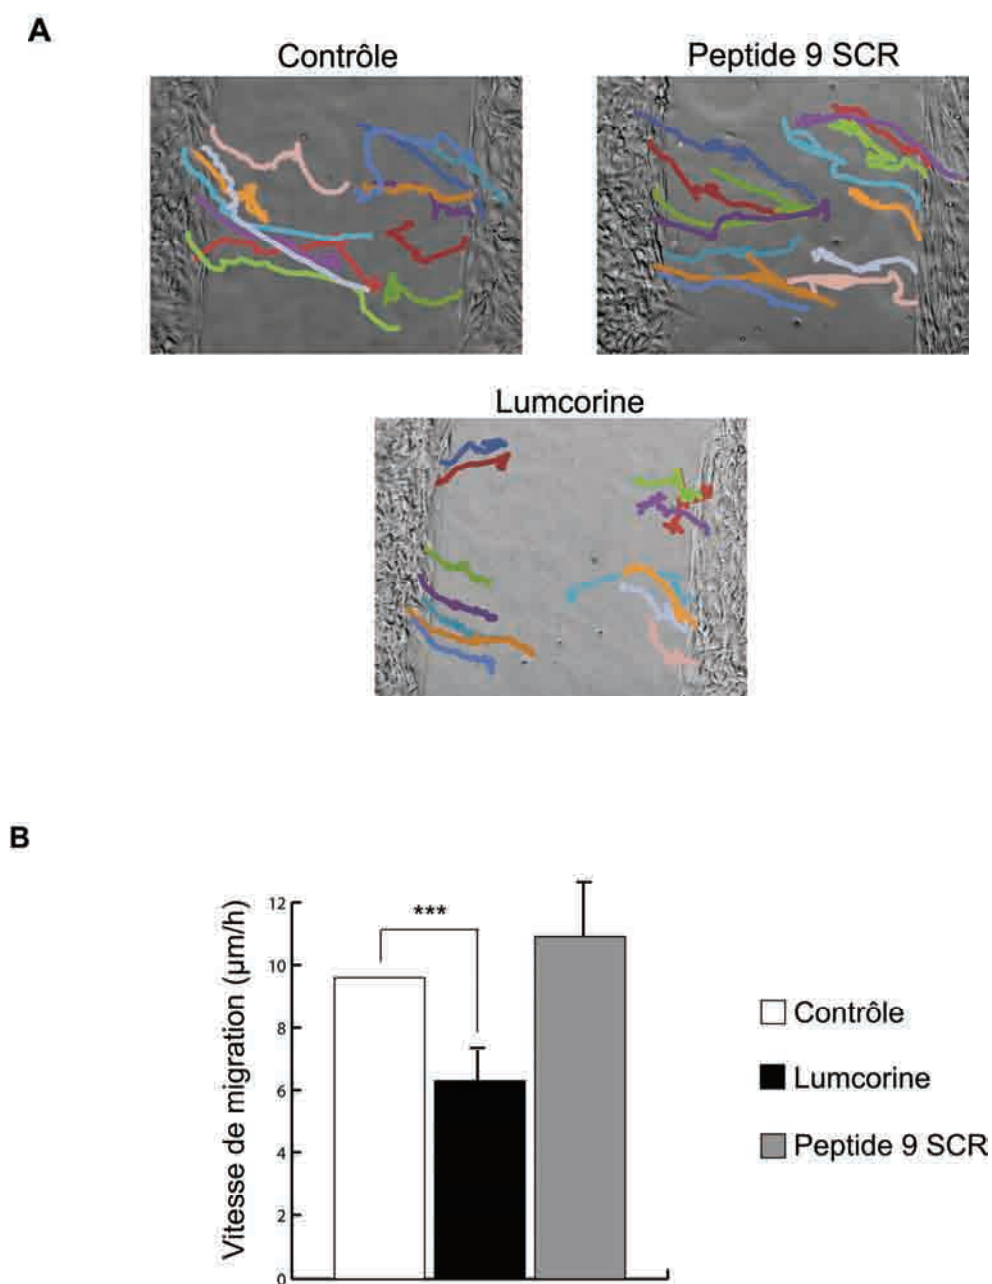 A
Contrôle
Peptide 9 SCR
Lumcorine
B
Vitesse de migration (µm/h)
12
10
8
6
4
2
0
***
Contrôle
Lumcorine
Peptide 9 SCR